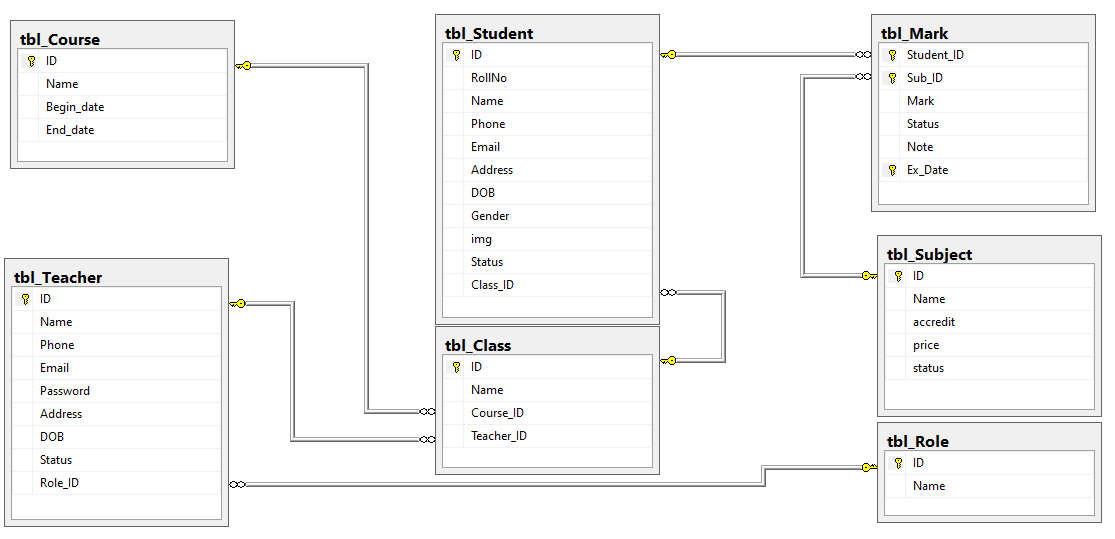 tbl_Course
ID
Name
Begin_date
End_date
tbl_Student
ID
RollNo
Name
Phone
Email
Address
DOB
Gender
img
Status
Class_ID
tbl_Mark
Student_ID
Sub_ID
Mark
Status
Note
Ex_Date
tbl_Teacher
ID
Name
Phone
Email
Password
Address
DOB
Status
Role_ID
tbl_Class
ID
Name
Course_ID
Teacher_ID
tbl_Subject
ID
Name
accredit
price
status
tbl_Role
ID
Name